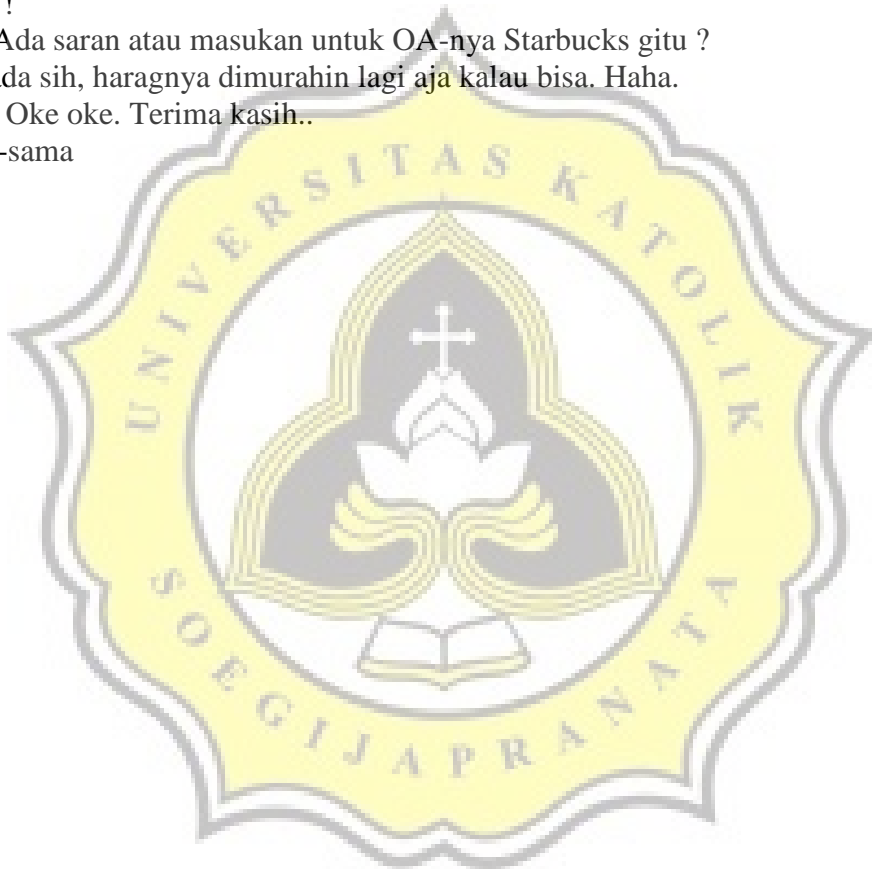 !
Ada saran atau masukan untuk OA-nya Starbucks gitu ?
ada sih, haragnya dimurahin lagi aja kalau bisa. Haha.
Oke oke. Terima kasih..
-sama
UNIVERSITAS KATOLIK
SOEGIJAPRANATA